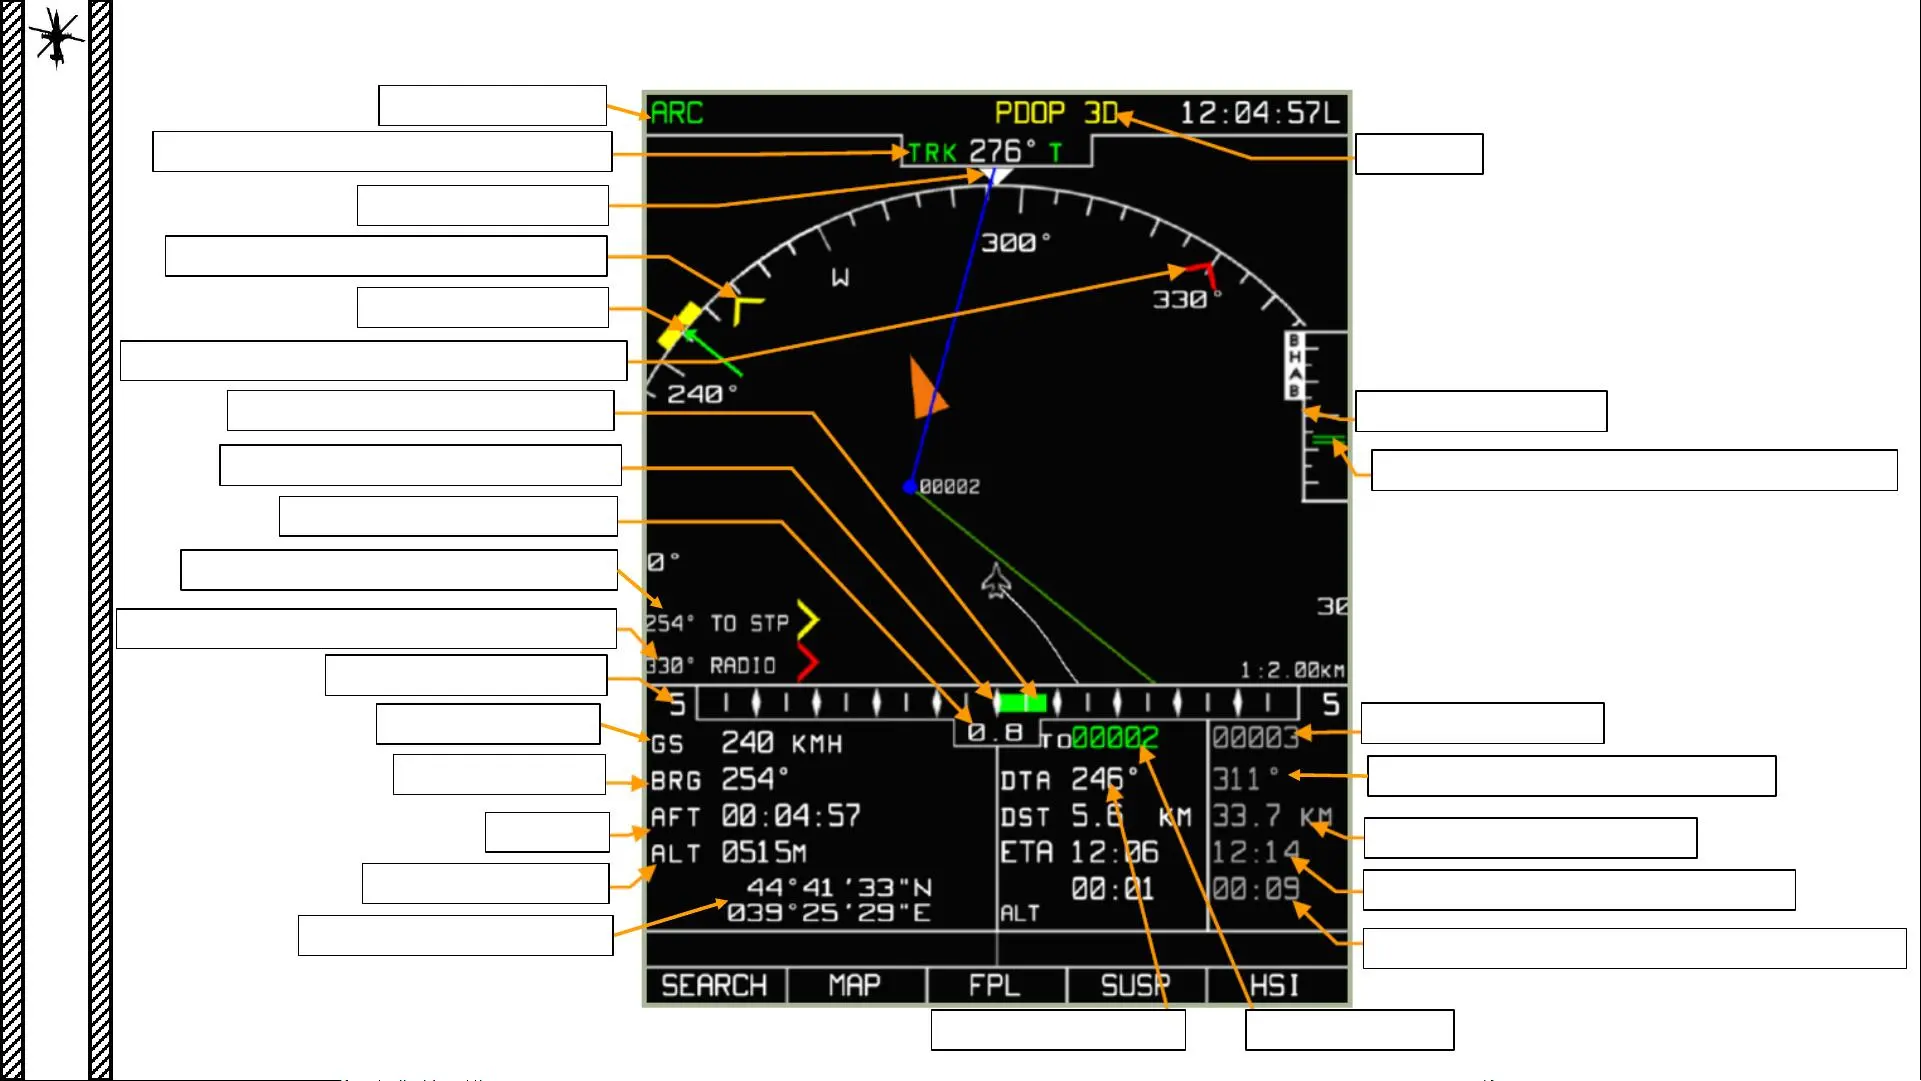 ARC PDOP 3D 12:04:57L
TRK 276° T
300°
W
330°
240°
B
H
A
B
00002
0°
30
254° TO STP
330° RADIO
1:2.00KM
5 5
0.8
GS 240 KMH
BRG 254°
AFT 00:04:57
ALT 0515M
44°41'33"N
039°25'29"E
TO 00002
DTA 246°
DST 5.6 KM
ETA 12:06
00:01
ALT
00003
311°
33.7 KM
12:14
00:09
SEARCH MAP FPL SUSP HSI